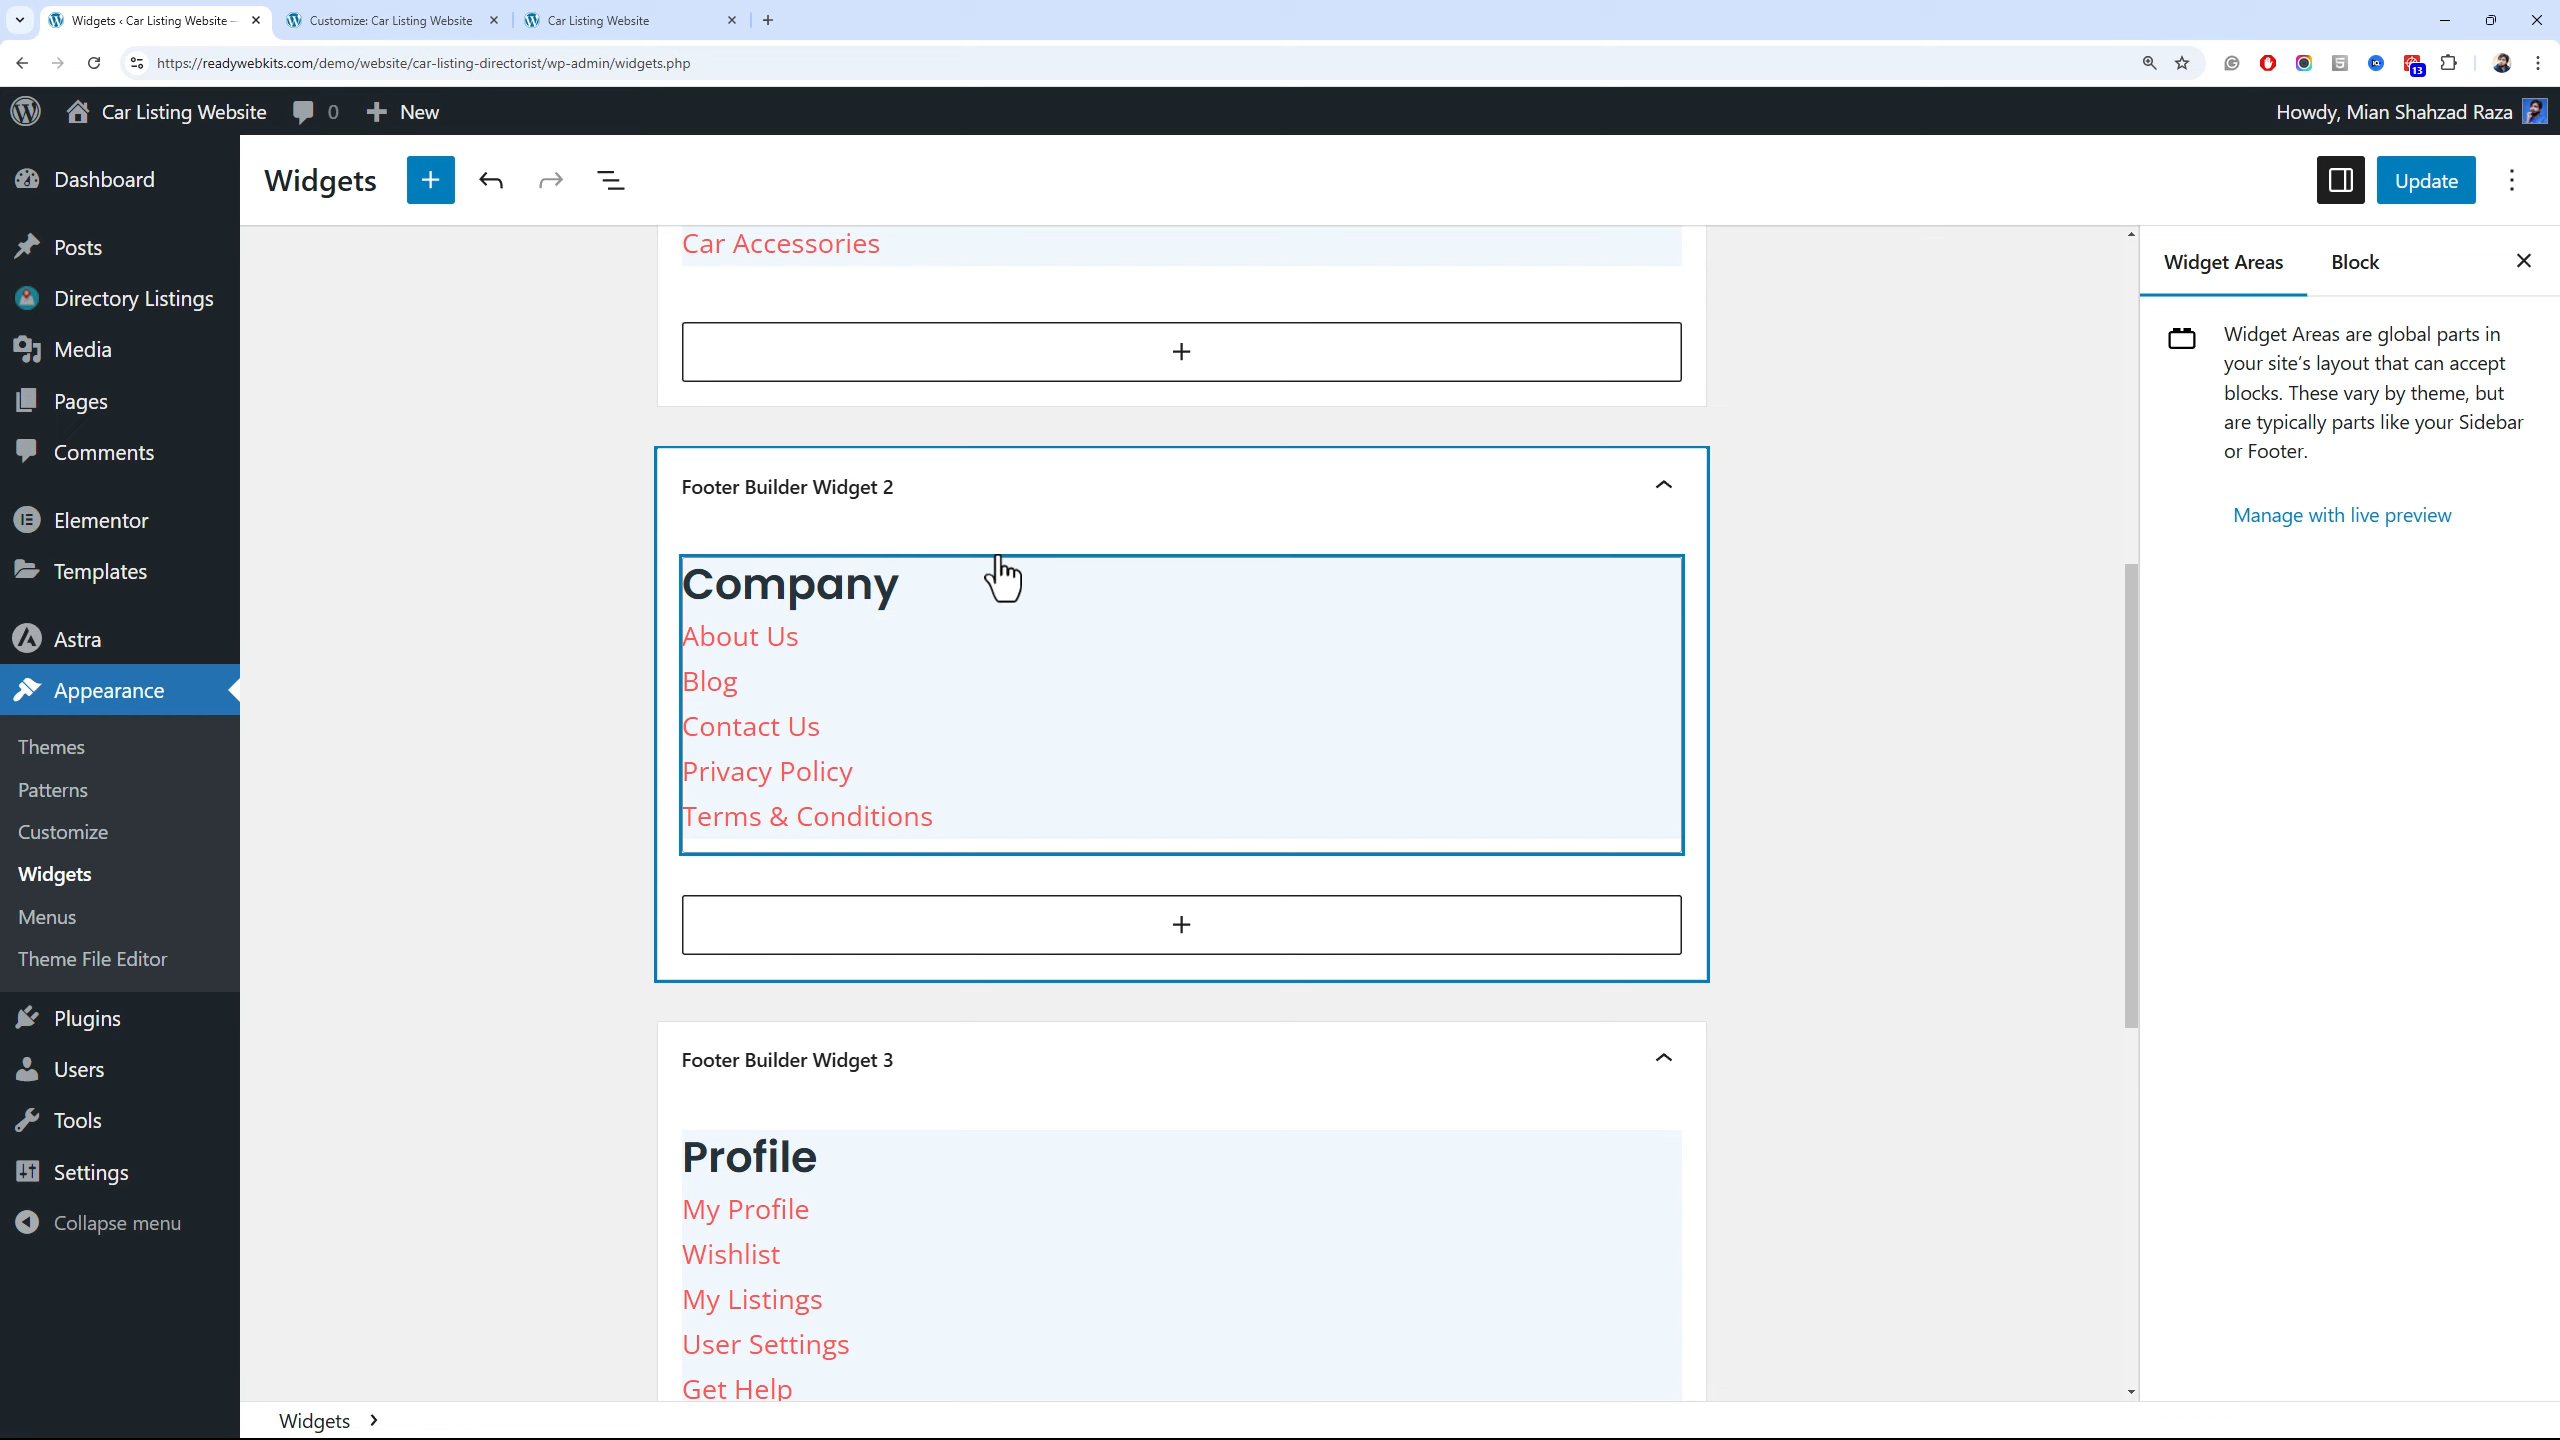 Widgets ‹ Car Listing Website –
Customize: Car Listing Website
Car Listing Website
https://readywebkits.com/demo/website/car-listing-directorist/wp-admin/widgets.php
13
Car Listing Website
0
New
Howdy, Mian Shahzad Raza
Dashboard
Posts
Directory Listings
Media
Pages
Comments
Elementor
Templates
Astra
Appearance
Themes
Patterns
Customize
Widgets
Menus
Theme File Editor
Plugins
Users
Tools
Settings
Collapse menu
Widgets
Update
Car Accessories
Footer Builder Widget 2
Company
About Us
Blog
Contact Us
Privacy Policy
Terms & Conditions
Footer Builder Widget 3
Profile
My Profile
Wishlist
My Listings
User Settings
Get Help
Widget Areas
Block
Widget Areas are global parts in
your site's layout that can accept
blocks. These vary by theme, but
are typically parts like your Sidebar
or Footer.
Manage with live preview
Widgets